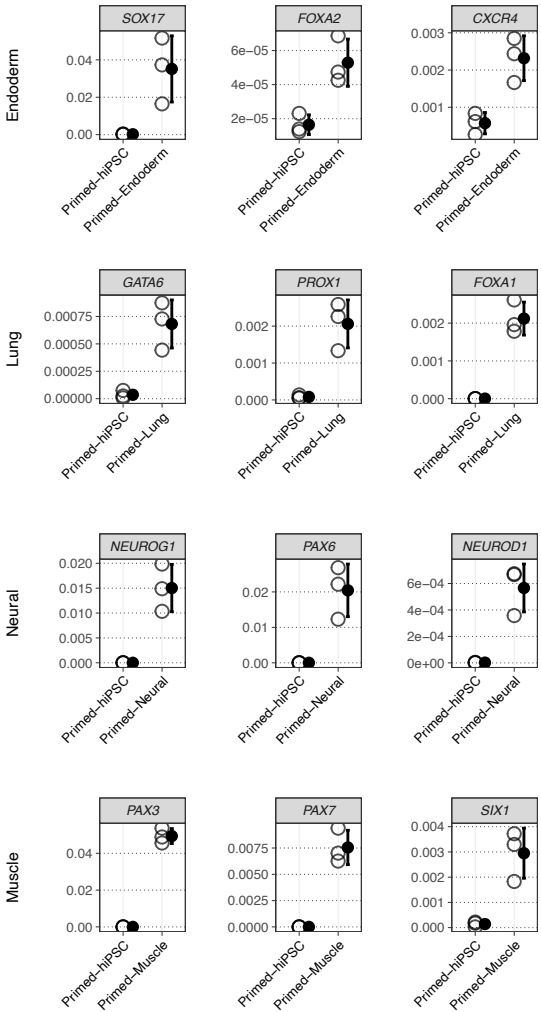 Endoderm
SOX17
0.04
0.02
0.00
Primed−hiPSC
Primed−Endoderm
FOXA2
6e−05
4e−05
2e−05
Primed−hiPSC
Primed−Endoderm
CXCR4
0.003
0.002
0.001
Primed−hiPSC
Primed−Endoderm
Lung
GATA6
0.00075
0.00050
0.00025
0.00000
Primed−hiPSC
Primed−Lung
PROX1
0.002
0.001
0.000
Primed−hiPSC
Primed−Lung
FOXA1
0.002
0.001
0.000
Primed−hiPSC
Primed−Lung
Neural
NEUROG1
0.020
0.015
0.010
0.005
0.000
Primed−hiPSC
Primed−Neural
PAX6
0.02
0.01
0.00
Primed−hiPSC
Primed−Neural
NEUROD1
6e−04
4e−04
2e−04
0e+00
Primed−hiPSC
Primed−Neural
Muscle
PAX3
0.04
0.02
0.00
Primed−hiPSC
Primed−Muscle
PAX7
0.0075
0.0050
0.0025
0.0000
Primed−hiPSC
Primed−Muscle
SIX1
0.004
0.003
0.002
0.001
0.000
Primed−hiPSC
Primed−Muscle